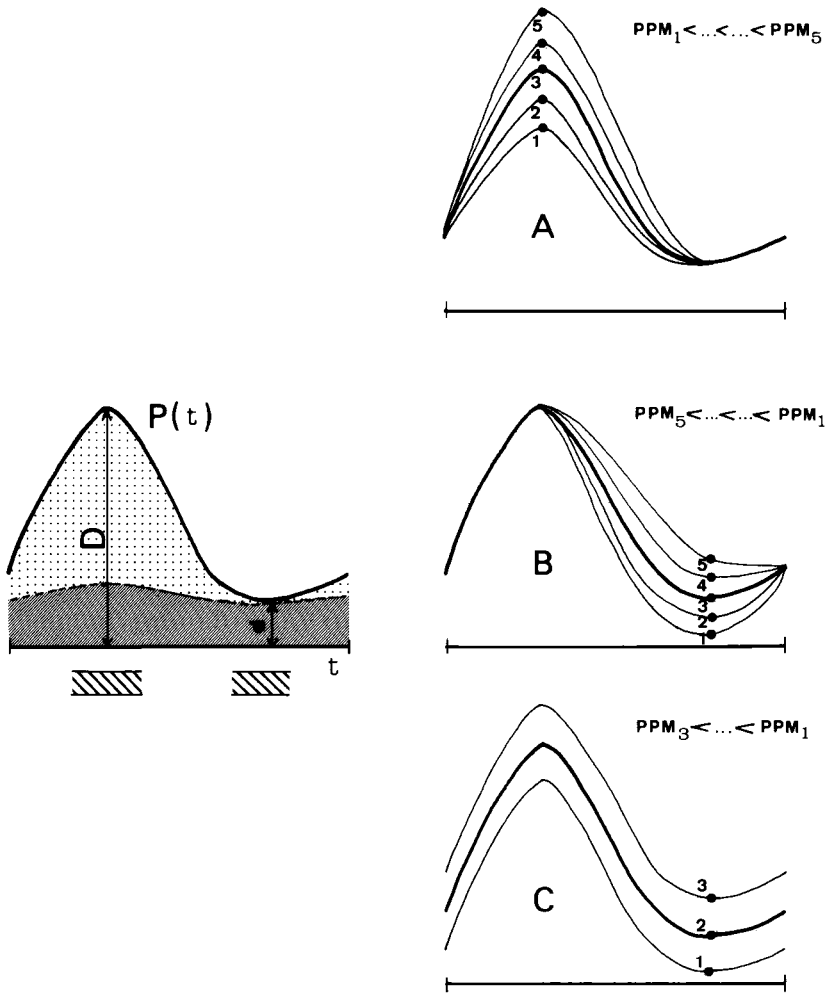 5
4
3
2
1
A
PPM₁<...<...<PPM₅
P(t)
D
d
t
5
4
3
2
1
B
PPM₅<...<...<PPM₁
3
2
1
C
PPM₃<...<PPM₁